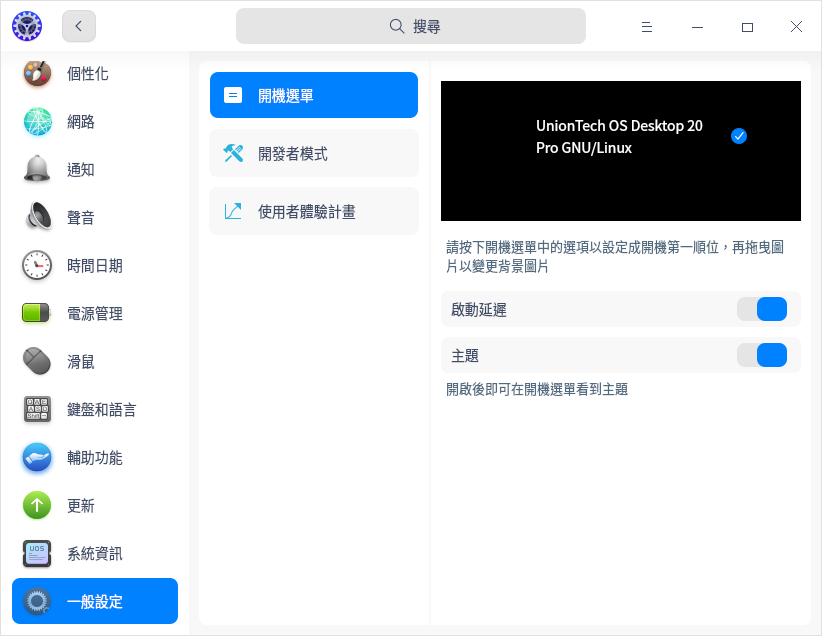 搜尋
個性化
網路
通知
聲音
時間日期
電源管理
滑鼠
鍵盤和語言
輔助功能
更新
系統資訊
一般設定
開機選單
開發者模式
使用者體驗計畫
UnionTech OS Desktop 20
Pro GNU/Linux
請按下開機選單中的選項以設定成開機第一順位，再拖曳圖
片以變更背景圖片
啟動延遲
主題
開啟後即可在開機選單看到主題